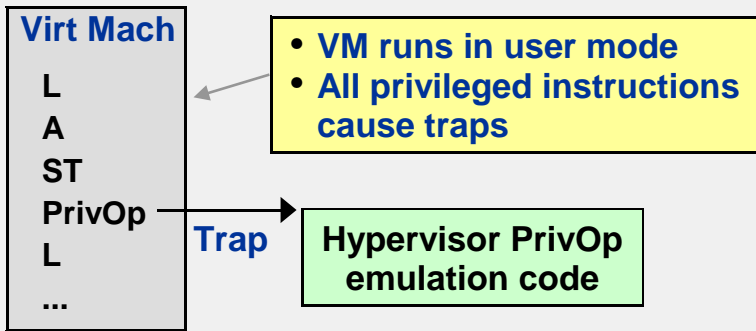 Virt Mach
L
A
ST
PrivOp
L
...
• VM runs in user mode
• All privileged instructions
cause traps
Trap
Hypervisor PrivOp
emulation code